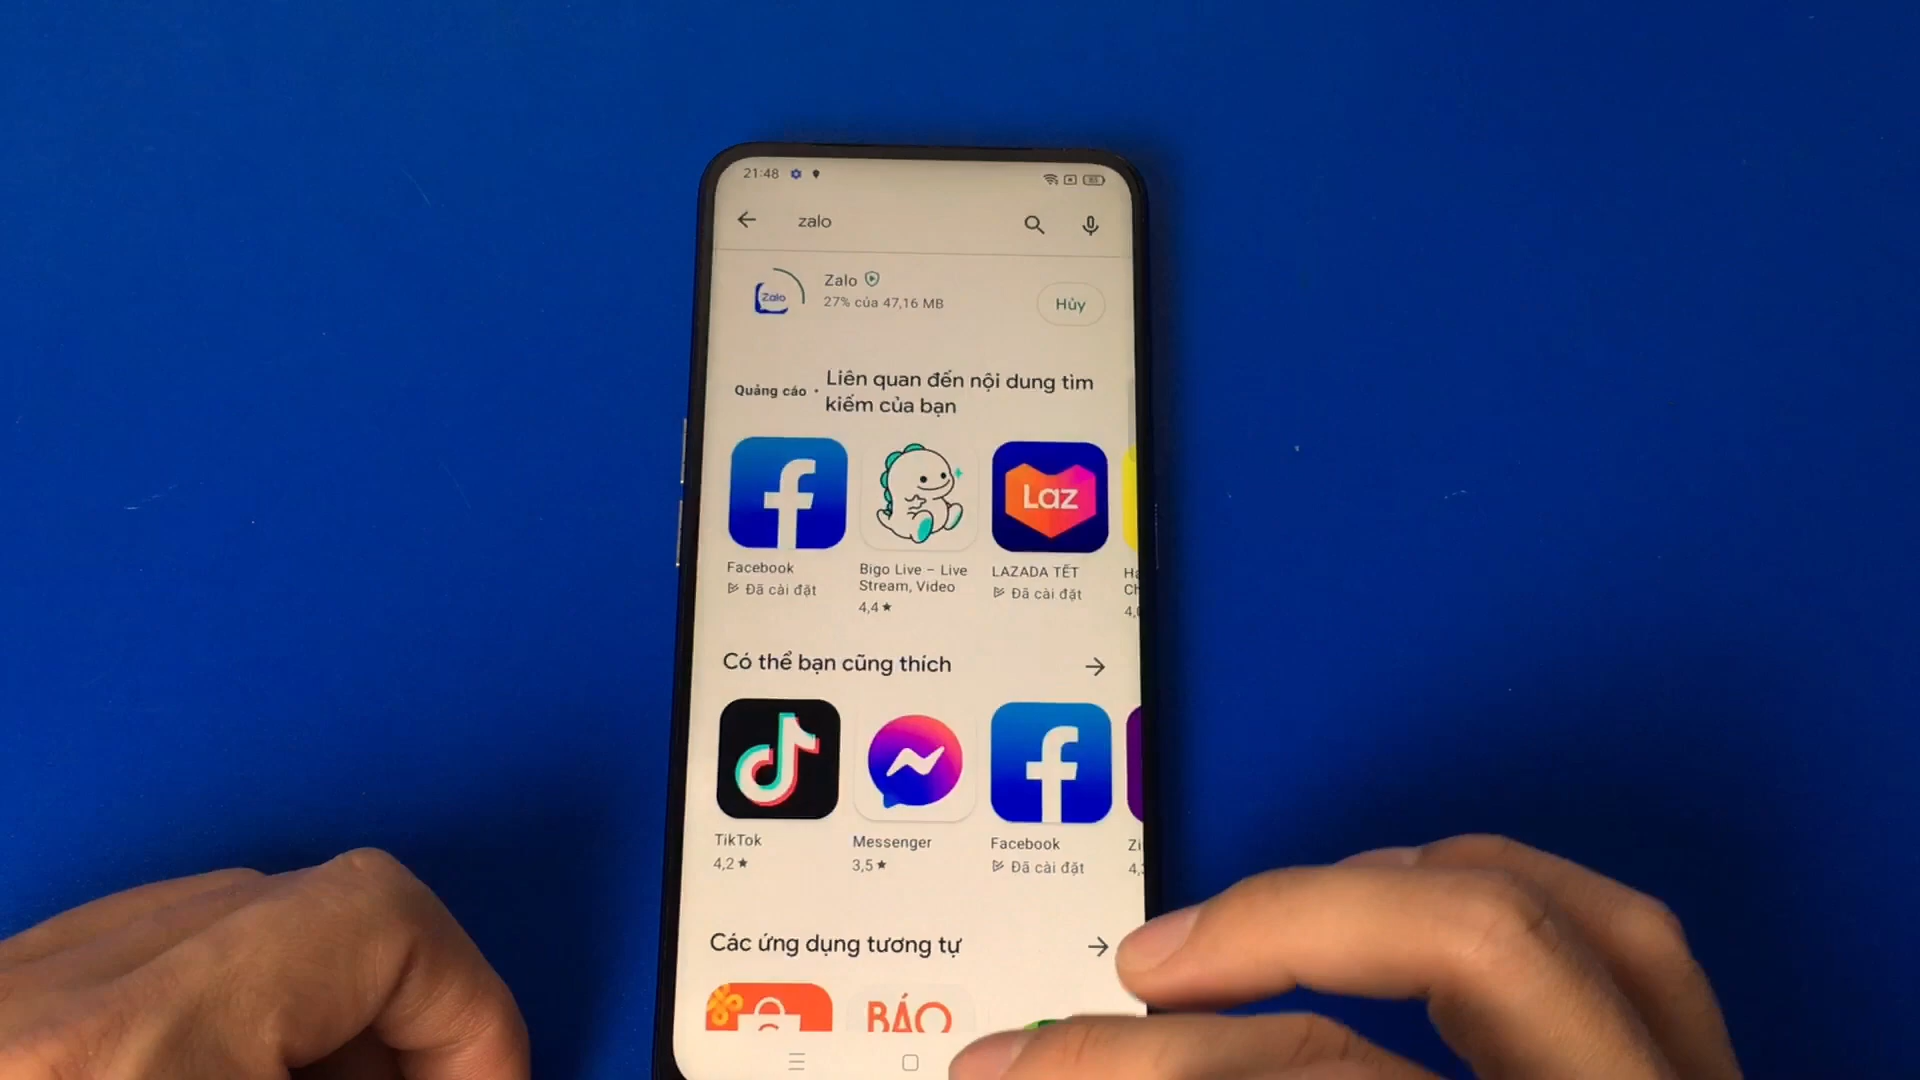 21:48
zalo
Zalo
Zalo
27% của 47,16 MB
Hủy
Quảng cáo •
Liên quan đến nội dung tìm
kiếm của bạn
Laz
Facebook
Đã cài đặt
Bigo Live – Live
Stream, Video
4,4★
LAZADA TẾT
Đã cài đặt
Có thể bạn cũng thích
TikTok
4,2★
Messenger
3,5★
Facebook
Đã cài đặt
Các ứng dụng tương tự
BÁO